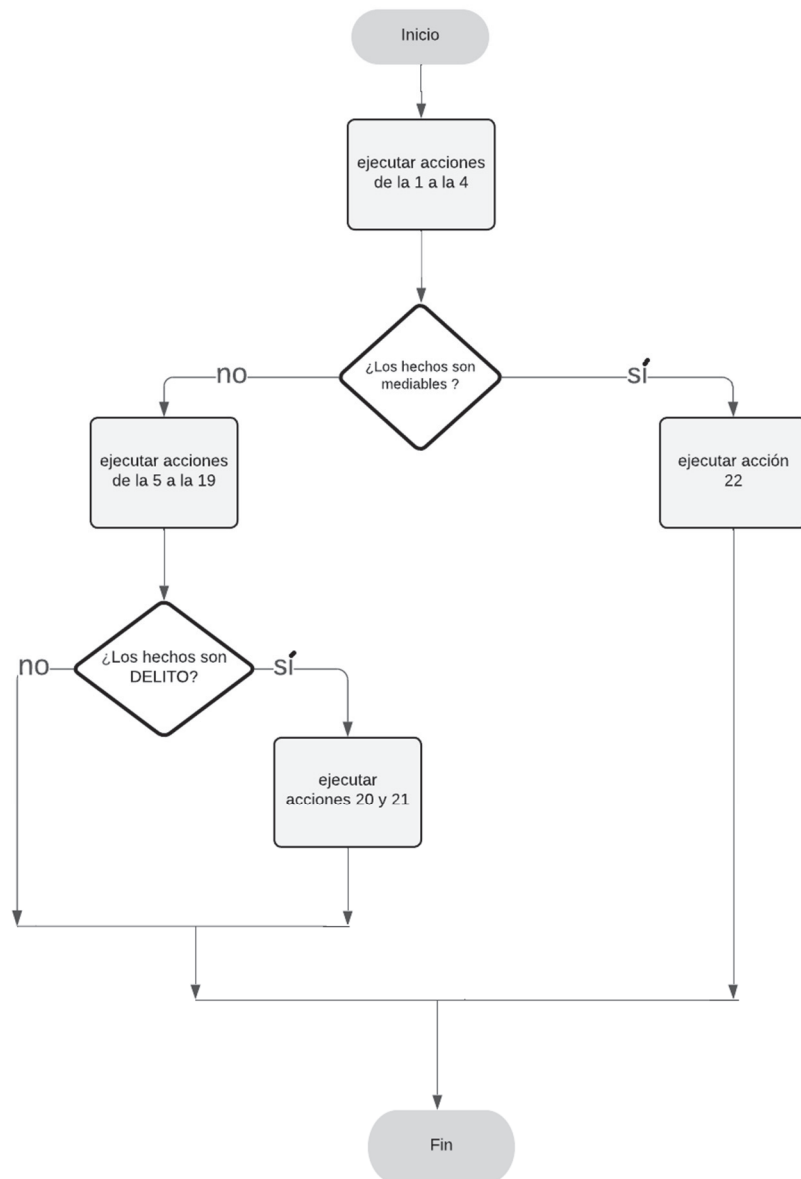 Inicio
ejecutar acciones
de la 1 a la 4
¿Los hechos son
mediables ?
no
sí
ejecutar acciones
de la 5 a la 19
ejecutar acción
22
¿Los hechos son
DELITO?
no
sí
ejecutar
acciones 20 y 21
Fin